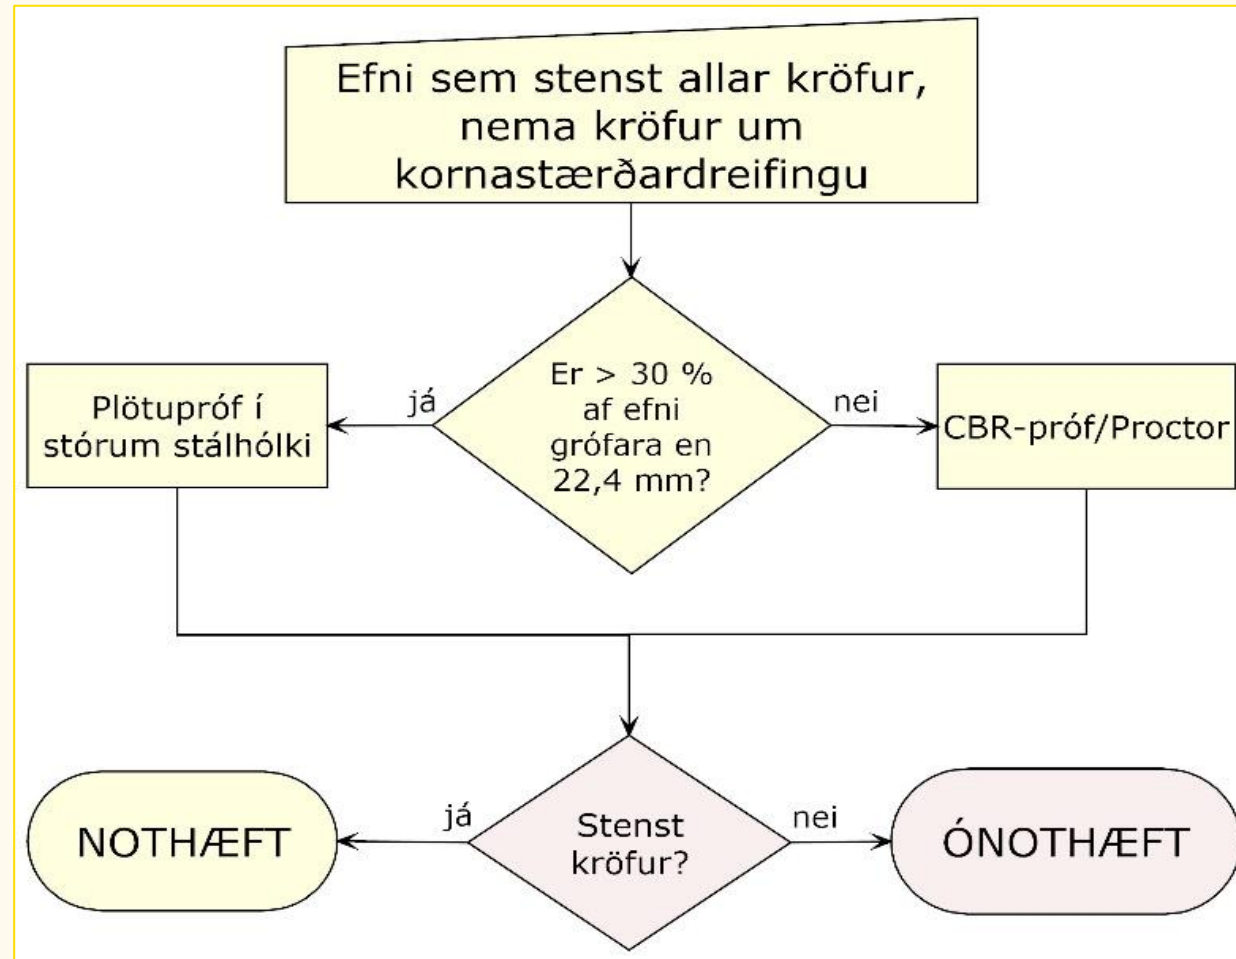 Efni sem stenst allar kröfur,
nema kröfur um
kornastærðardreifingu
Er > 30 %
af efni
grófara en
22,4 mm?
já
nei
Plötupróf í
stórum stálhólki
CBR-próf/Proctor
Stenst
kröfur?
já
nei
NOTHÆFT
ÓNOTHÆFT